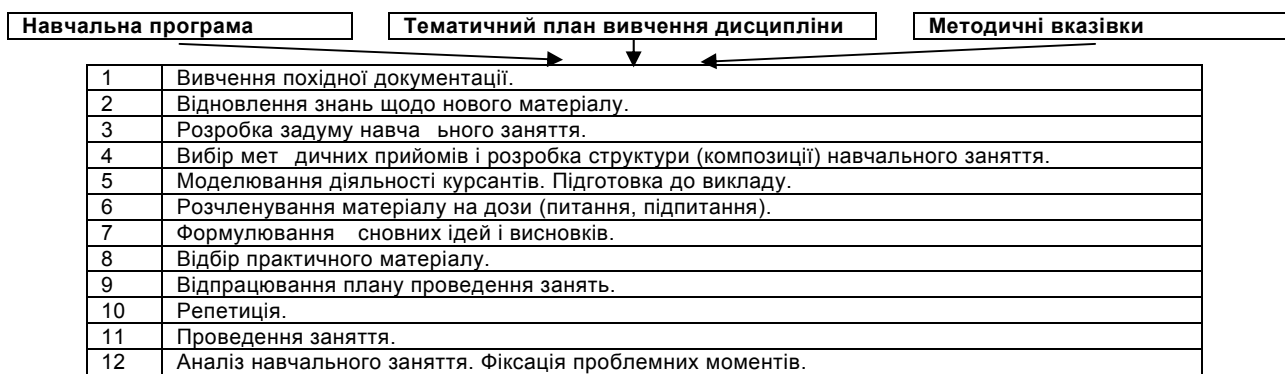 Навчальна програма
Тематичний план вивчення дисципліни
Методичні вказівки
1 Вивчення похідної документації.
2 Відновлення знань щодо нового матеріалу.
3 Розробка задуму навча ьного заняття.
4 Вибір мет дичних прийомів і розробка структури (композиції) навчального заняття.
5 Моделювання діяльності курсантів. Підготовка до викладу.
6 Розчленування матеріалу на дози (питання, підпитання).
7 Формулювання сновних ідей і висновків.
8 Відбір практичного матеріалу.
9 Відпрацювання плану проведення занять.
10 Репетиція.
11 Проведення заняття.
12 Аналіз навчального заняття. Фіксація проблемних моментів.